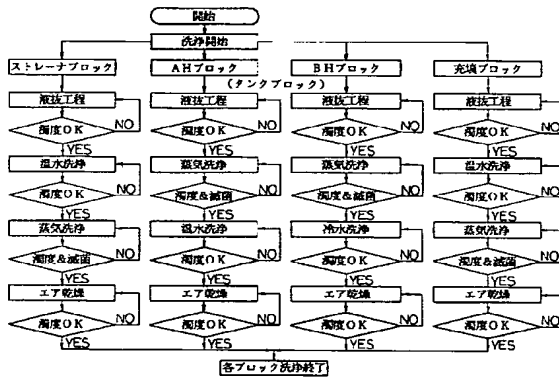 開始
洗浄開始
ストレーナブロック
AHブロック
(タンクブロック)
BHブロック
充填ブロック
液抜工程
液抜工程
液抜工程
液抜工程
濁度OK
NO
濁度OK
NO
濁度OK
NO
濁度OK
NO
YES
YES
YES
YES
温水洗浄
蒸気洗浄
蒸気洗浄
温水洗浄
濁度OK
NO
濁度&滅菌
NO
濁度&滅菌
NO
濁度OK
NO
YES
YES
YES
YES
蒸気洗浄
温水洗浄
冷水洗浄
蒸気洗浄
濁度&滅菌
NO
濁度OK
NO
濁度OK
NO
濁度&滅菌
NO
YES
YES
YES
YES
エア乾燥
エア乾燥
エア乾燥
エア乾燥
濁度OK
NO
濁度OK
NO
濁度OK
NO
濁度OK
NO
YES
YES
YES
YES
各ブロック洗浄終了